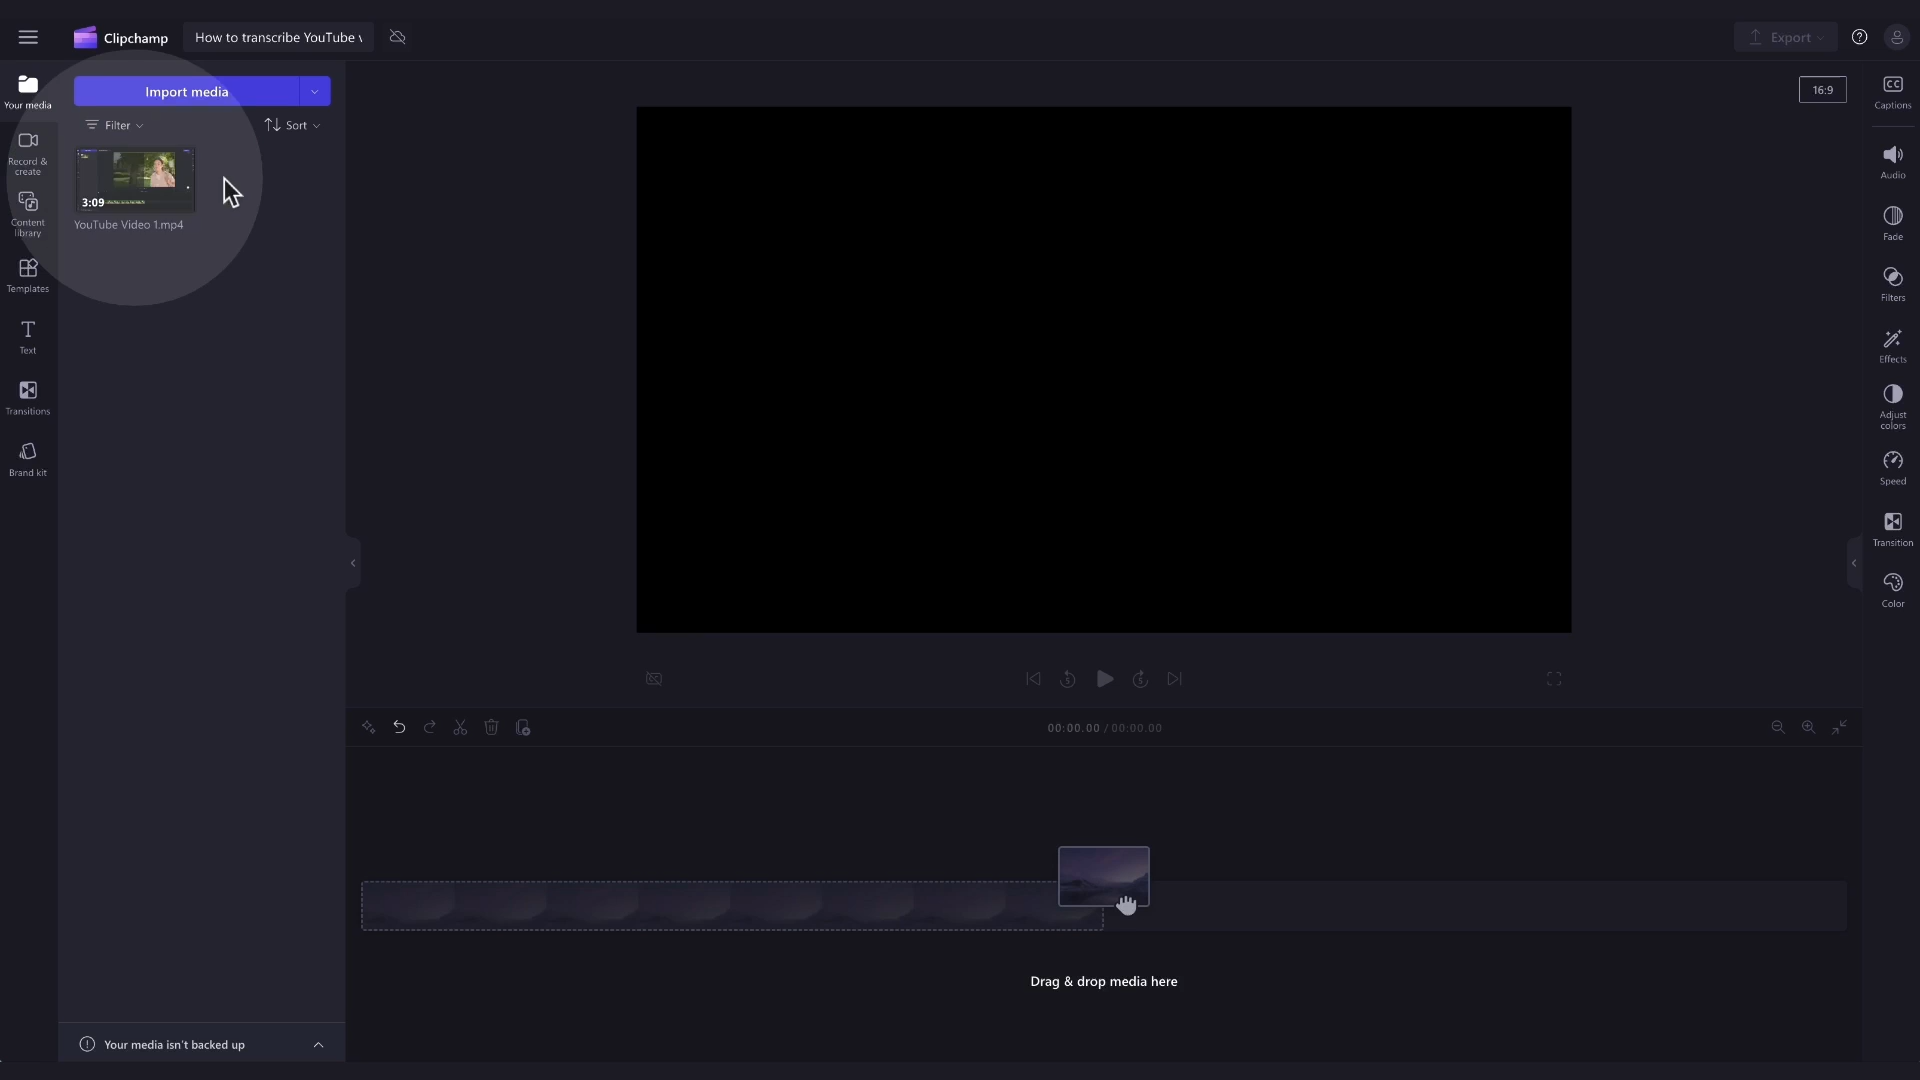 Clipchamp
How to transcribe YouTube
Export
Your media
Import media
16:9
Captions
Filter
Sort
Record &
create
3:09
YouTube Video 1.mp4
Audio
Content
library
Fade
Templates
Filters
Text
Effects
Transitions
Adjust
colors
Brand kit
Speed
Transition
Color
00:00.00 / 00:00.00
Drag & drop media here
Your media isn't backed up